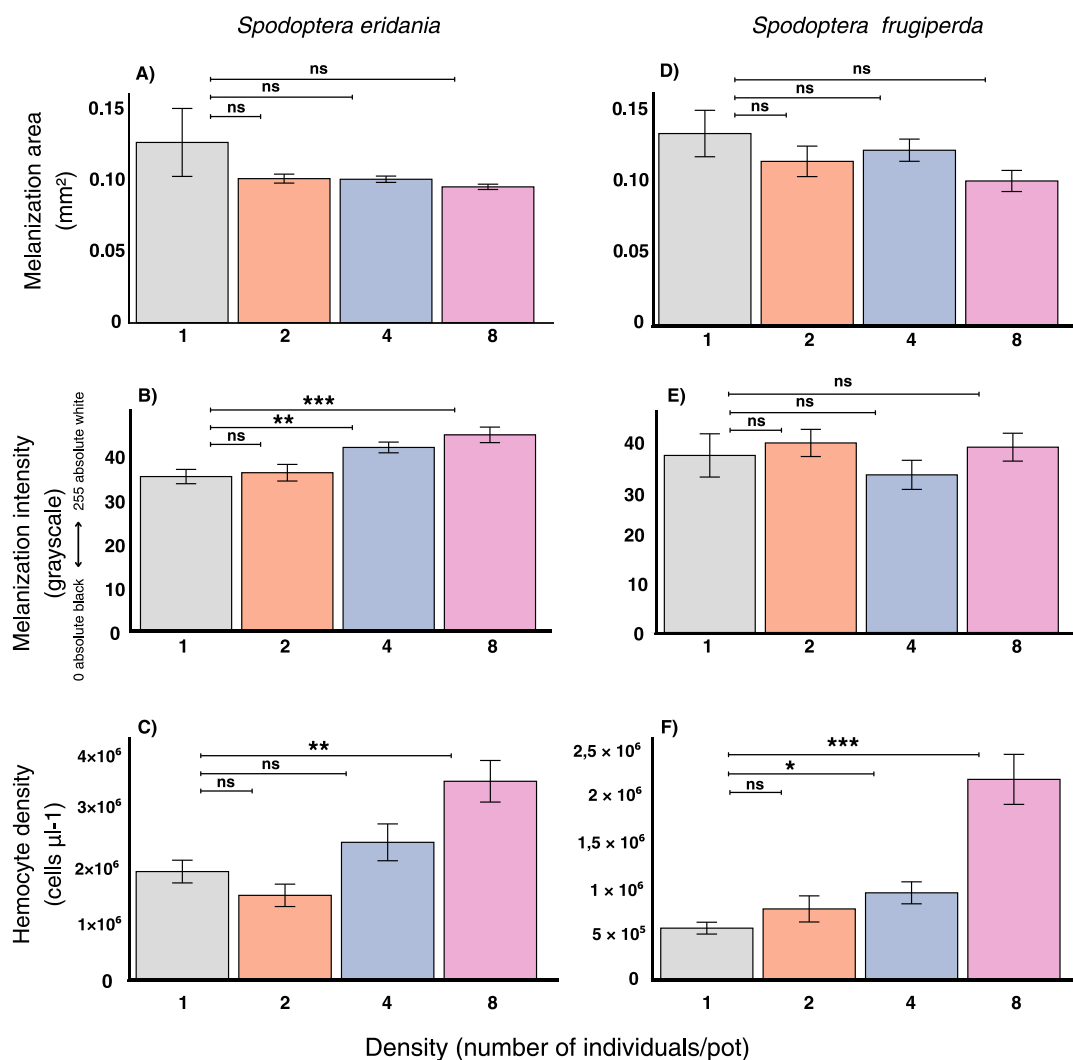 Spodoptera eridania
Spodoptera frugiperda
A)
ns
ns
ns
Melanization area
(mm²)
0.15
0.10
0.05
0
1 2 4 8
D)
ns
ns
ns
0.15
0.10
0.05
0
1 2 4 8
B)
***
**
ns
Melanization intensity
(grayscale)
0 absolute black ⟷ 255 absolute white
40
30
20
10
0
1 2 4 8
E)
ns
ns
ns
40
30
20
10
0
1 2 4 8
C)
**
ns
ns
Hemocyte density
(cells µl-1)
4×10⁶
3×10⁶
2×10⁶
1×10⁶
0
1 2 4 8
F)
***
*
ns
2,5 × 10⁶
2 × 10⁶
1,5 × 10⁶
1 × 10⁶
5 × 10⁵
0
1 2 4 8
Density (number of individuals/pot)